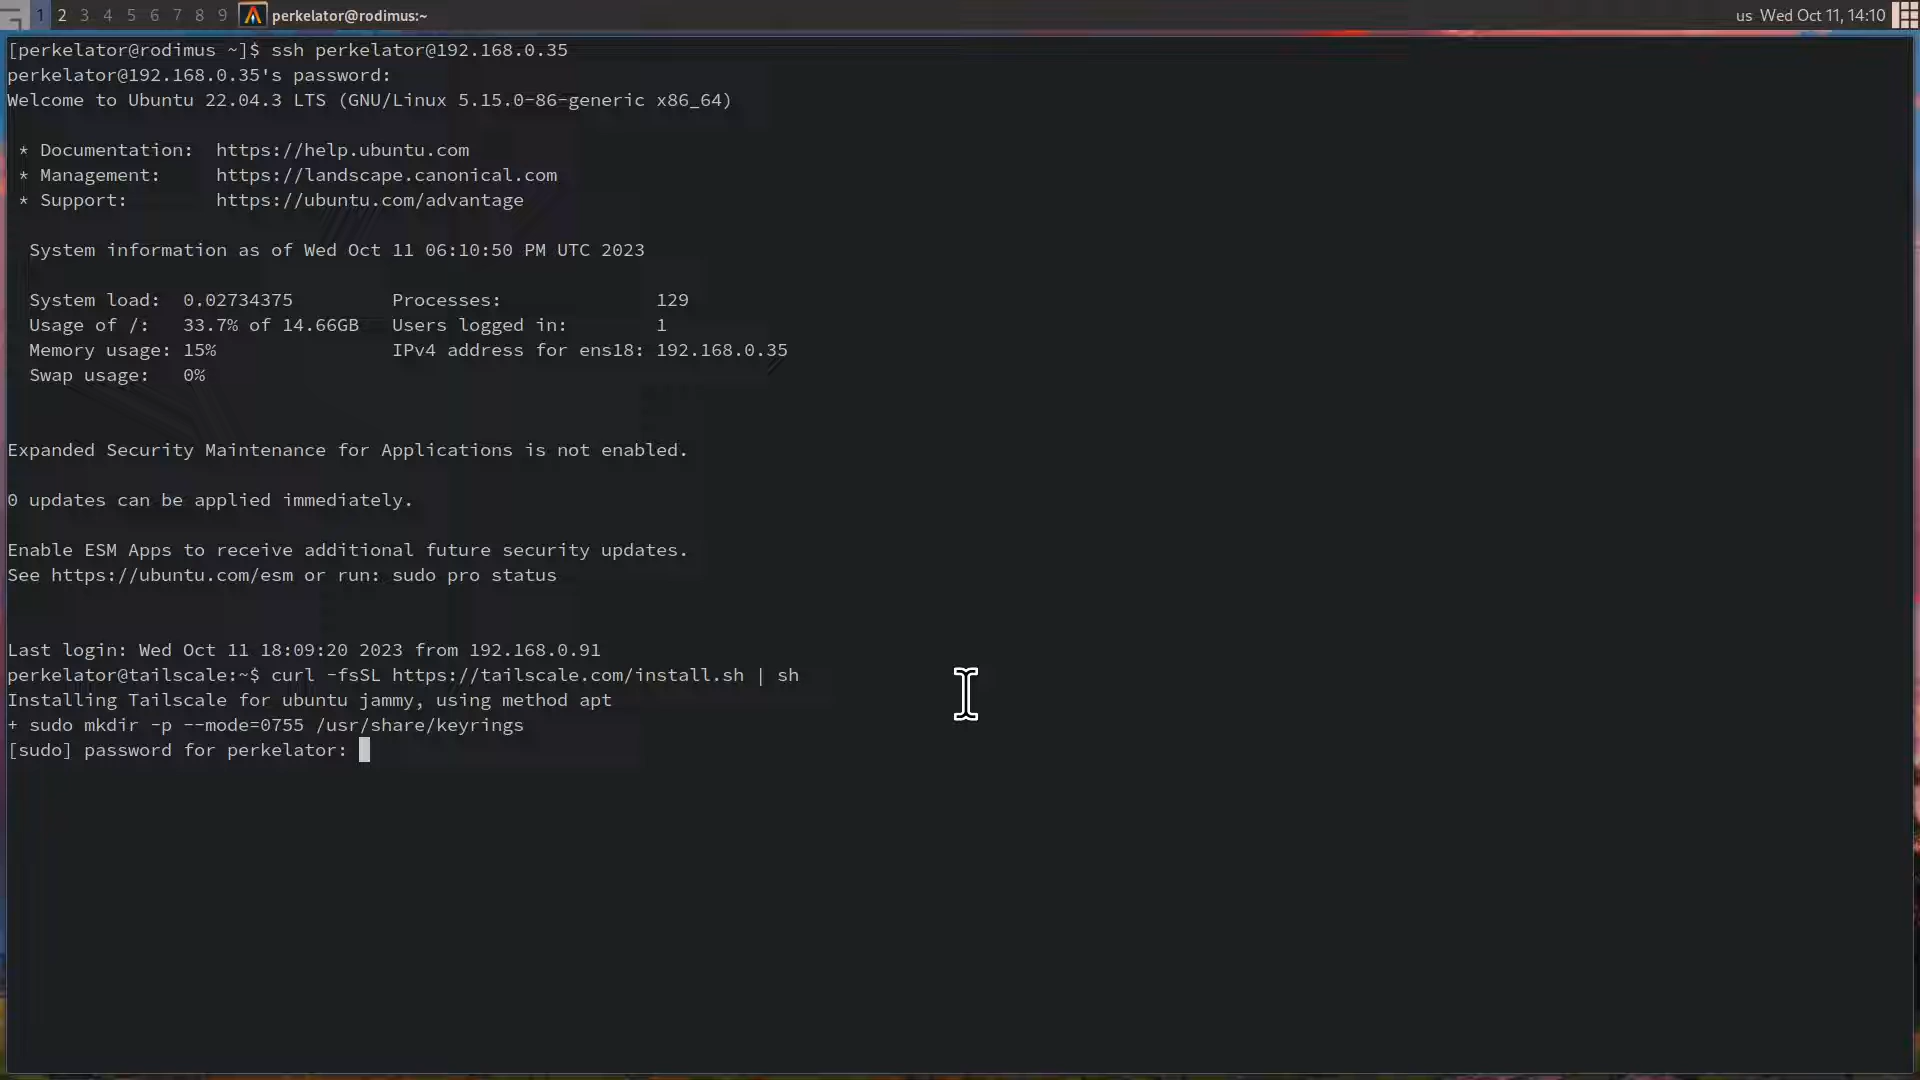 1 2 3 4 5 6 7 8 9 perkelator@rodimus:~ us Wed Oct 11, 14:10
[perkelator@rodimus ~]$ ssh perkelator@192.168.0.35
perkelator@192.168.0.35's password:
Welcome to Ubuntu 22.04.3 LTS (GNU/Linux 5.15.0-86-generic x86_64)
* Documentation:  https://help.ubuntu.com
* Management:     https://landscape.canonical.com
* Support:        https://ubuntu.com/advantage
System information as of Wed Oct 11 06:10:50 PM UTC 2023
System load:  0.02734375         Processes:              129
Usage of /:   33.7% of 14.66GB   Users logged in:        1
Memory usage: 15%                IPv4 address for ens18: 192.168.0.35
Swap usage:   0%
Expanded Security Maintenance for Applications is not enabled.
0 updates can be applied immediately.
Enable ESM Apps to receive additional future security updates.
See https://ubuntu.com/esm or run: sudo pro status
Last login: Wed Oct 11 18:09:20 2023 from 192.168.0.91
perkelator@tailscale:~$ curl -fsSL https://tailscale.com/install.sh | sh
Installing Tailscale for ubuntu jammy, using method apt
+ sudo mkdir -p --mode=0755 /usr/share/keyrings
[sudo] password for perkelator: